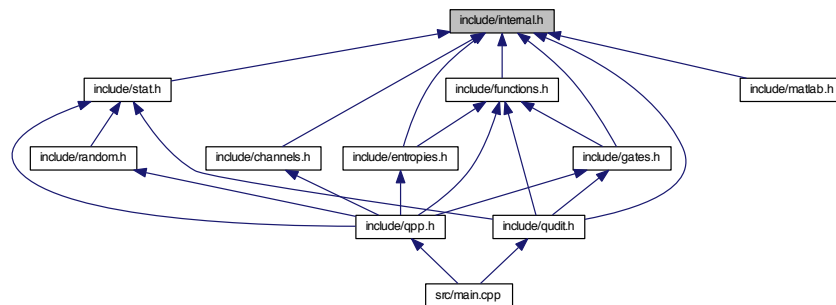 include/internal.h
include/stat.h
include/functions.h
include/matlab.h
include/random.h
include/channels.h
include/entropies.h
include/gates.h
include/qpp.h
include/qudit.h
src/main.cpp